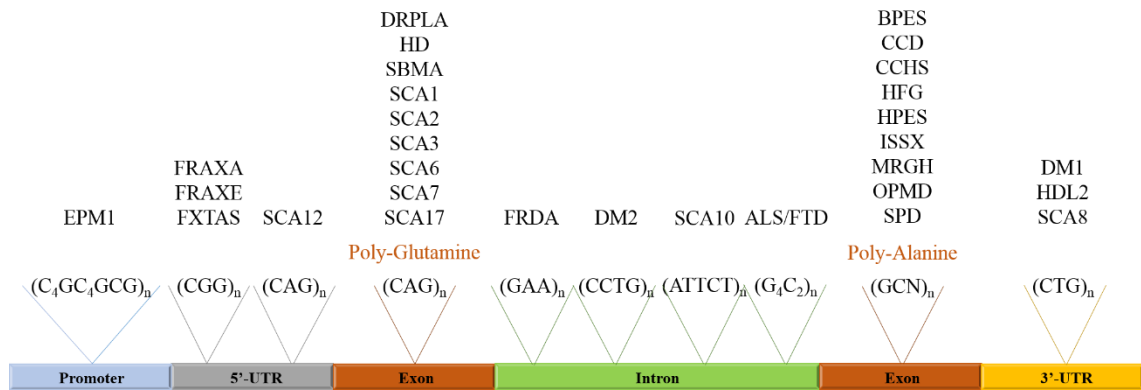 DRPLA
HD
SBMA
SCA1
SCA2
SCA3
SCA6
SCA7
SCA17
BPES
CCD
CCHS
HFG
HPES
ISSX
MRGH
OPMD
SPD
FRAXA
FRAXE
FXTAS
DM1
HDL2
SCA8
EPM1
SCA12
FRDA
DM2
SCA10
ALS/FTD
Poly-Glutamine
Poly-Alanine
(C₄GC₄GCG)ₙ
(CGG)ₙ
(CAG)ₙ
(CAG)ₙ
(GAA)ₙ
(CCTG)ₙ
(ATTCT)ₙ
(G₄C₂)ₙ
(GCN)ₙ
(CTG)ₙ
Promoter
5’-UTR
Exon
Intron
Exon
3’-UTR